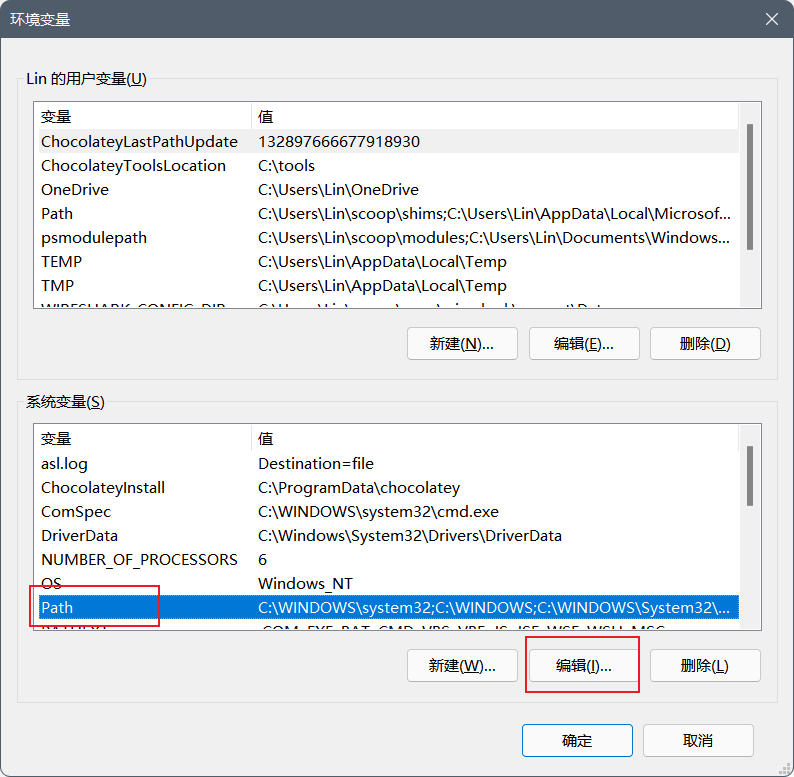 环境变量
Lin 的用户变量(U)
变量 值
ChocolateyLastPathUpdate 132897666677918930
ChocolateyToolsLocation C:\tools
OneDrive C:\Users\Lin\OneDrive
Path C:\Users\Lin\scoop\shims;C:\Users\Lin\AppData\Local\Microsof...
psmodulepath C:\Users\Lin\scoop\modules;C:\Users\Lin\Documents\Windows...
TEMP C:\Users\Lin\AppData\Local\Temp
TMP C:\Users\Lin\AppData\Local\Temp
新建(N)... 编辑(E)... 删除(D)
系统变量(S)
变量 值
asl.log Destination=file
ChocolateyInstall C:\ProgramData\chocolatey
ComSpec C:\WINDOWS\system32\cmd.exe
DriverData C:\Windows\System32\Drivers\DriverData
NUMBER_OF_PROCESSORS 6
OS Windows_NT
Path C:\WINDOWS\system32;C:\WINDOWS;C:\WINDOWS\System32\...
新建(W)... 编辑(I)... 删除(L)
确定 取消